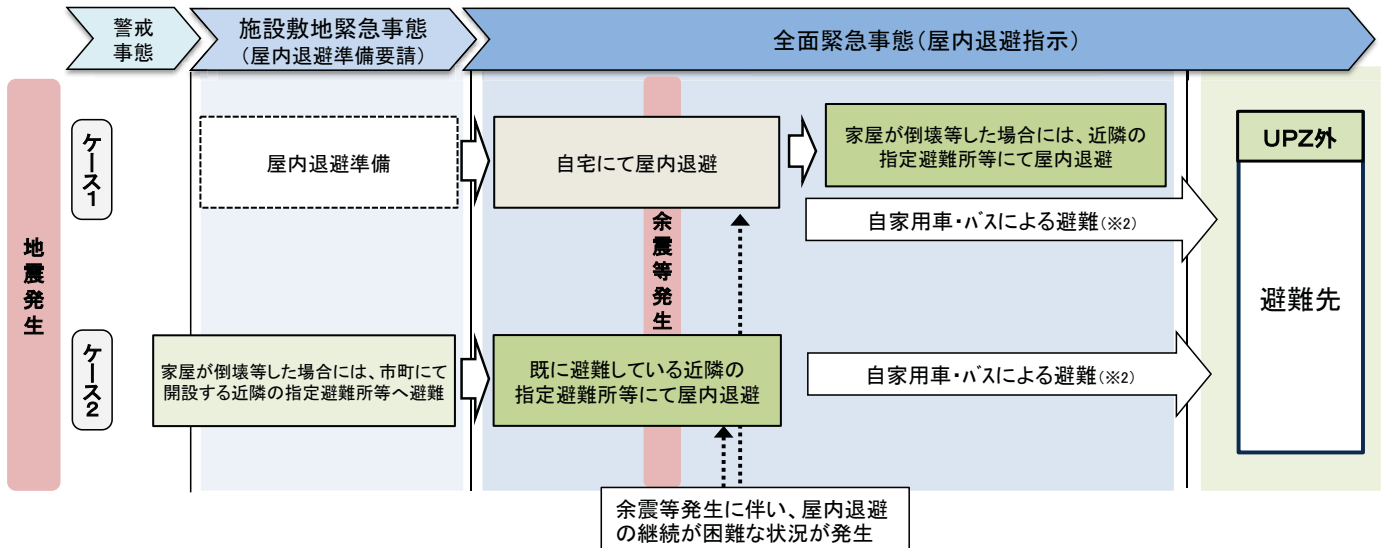 警戒
事態
施設敷地緊急事態
(屋内退避準備要請)
全面緊急事態(屋内退避指示)
地震発生
ケース1
屋内退避準備
自宅にて屋内退避
家屋が倒壊等した場合には、近隣の
指定避難所等にて屋内退避
自家用車・バスによる避難(※2)
余震等発生
UPZ外
避難先
ケース2
家屋が倒壊等した場合には、市町にて
開設する近隣の指定避難所等へ避難
既に避難している近隣の
指定避難所等にて屋内退避
自家用車・バスによる避難(※2)
余震等発生に伴い、屋内退避
の継続が困難な状況が発生